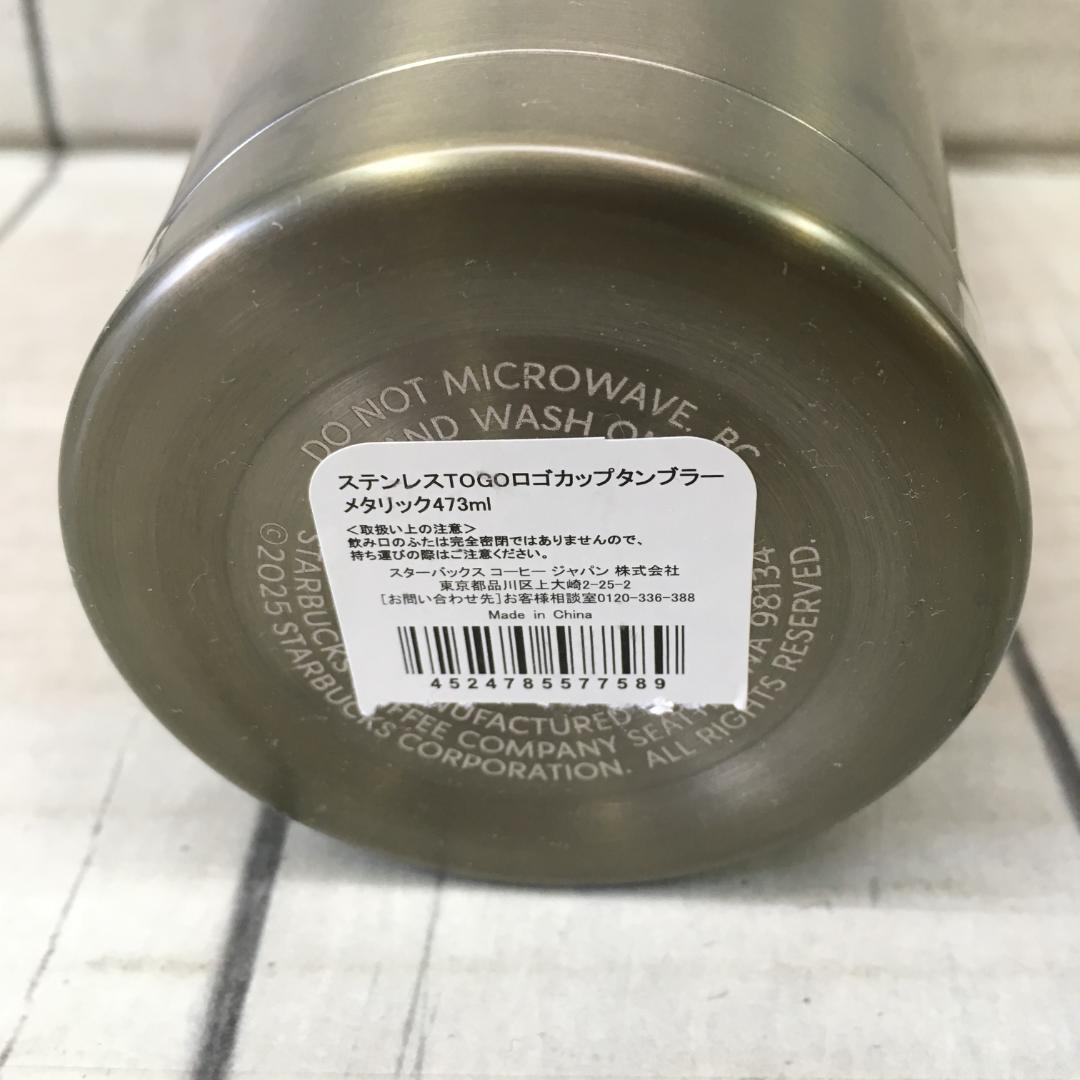 DO NOT MICROWAVE.
WASH
ステンレスTOGOロゴカップタンブラー
メタリック473ml
<取扱い上の注意>
飲み口のふたは完全密閉ではありませんので、
持ち運びの際はご注意ください。
スターバックス コーヒー ジャパン 株式会社
東京都品川区上大崎2-25-2
[お問い合わせ先]お客様相談室0120-336-388
Made in China
4524785577589
STARBUCKS COMPANY 98134
©2025 STARBUCKS CORPORATION. ALL RIGHTS RESERVED.